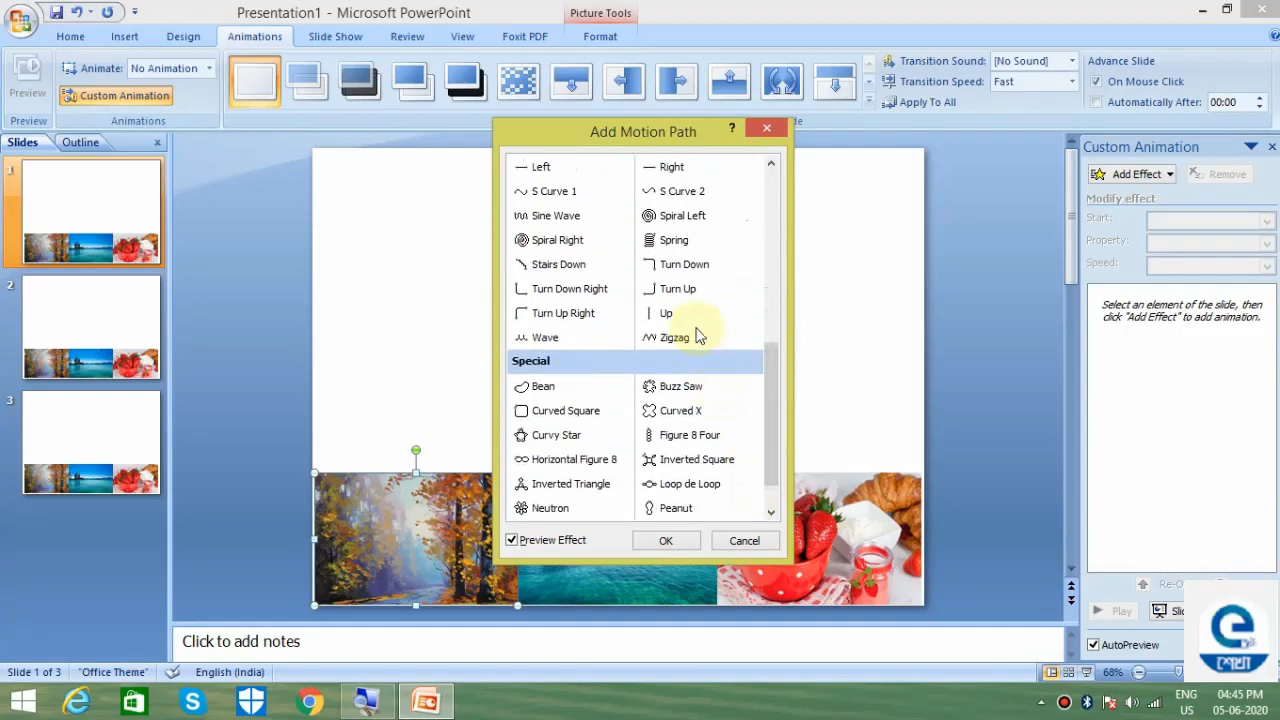 Presentation1 - Microsoft PowerPoint
Picture Tools
Home Insert Design Animations Slide Show Review View Foxit PDF Format
Preview
Animate: No Animation
Custom Animation
Transition Sound: [No Sound]
Transition Speed: Fast
Apply To All
Advance Slide
On Mouse Click
Automatically After: 00:00
Preview
Animations
Slides Outline
1
2
3
Add Motion Path
Left Right
S Curve 1 S Curve 2
Sine Wave Spiral Left
Spiral Right Spring
Stairs Down Turn Down
Turn Down Right Turn Up
Turn Up Right Up
Wave Zigzag
Special
Bean Buzz Saw
Curved Square Curved X
Curvy Star Figure 8 Four
Horizontal Figure 8 Inverted Square
Inverted Triangle Loop de Loop
Neutron Peanut
Preview Effect OK Cancel
Custom Animation
Add Effect Remove
Modify effect
Start:
Property:
Speed:
Select an element of the slide, then
click "Add Effect" to add animation.
Re-O
Play Slid
AutoPreview
Click to add notes
Slide 1 of 3 "Office Theme" English (India) 68%
ENG
US
04:45 PM
05-06-2020